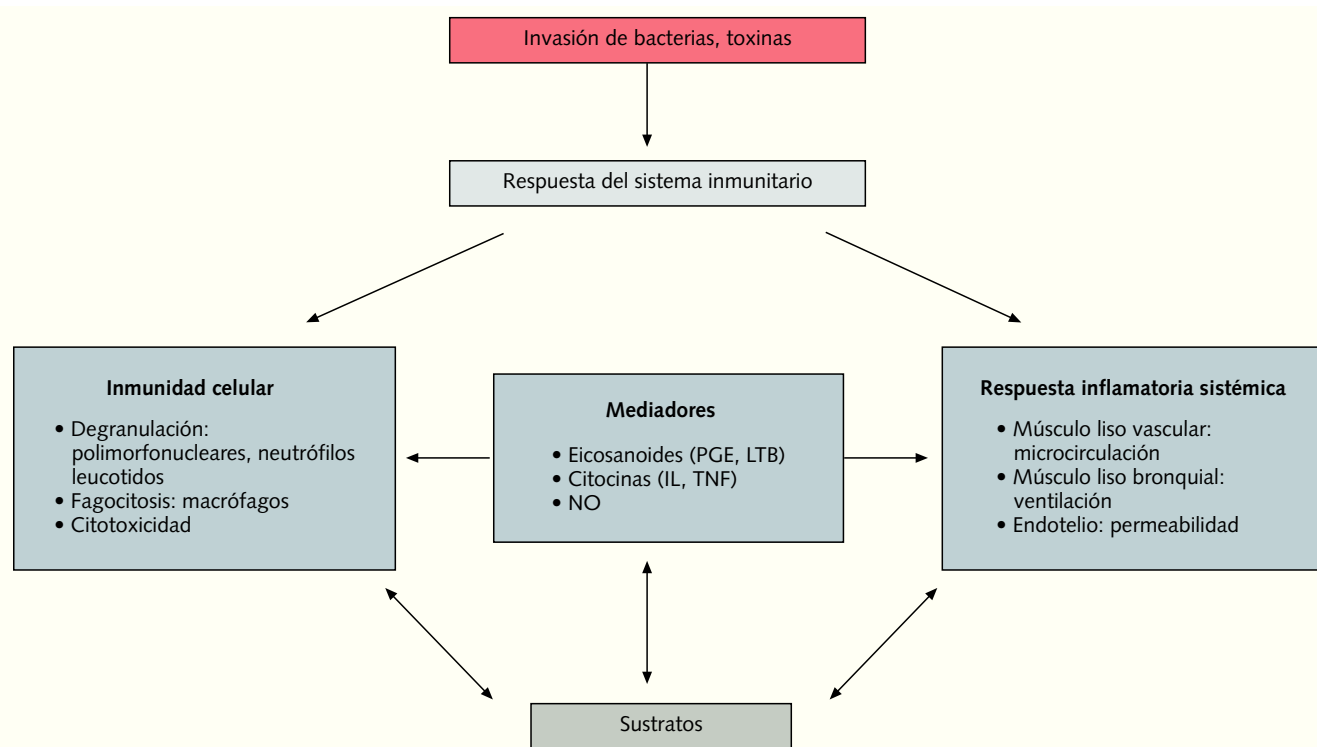 Invasión de bacterias, toxinas
Respuesta del sistema inmunitario
Inmunidad celular
• Degranulación:
polimorfonucleares, neutrófilos
leucotidos
• Fagocitosis: macrófagos
• Citotoxicidad
Mediadores
• Eicosanoides (PGE, LTB)
• Citocinas (IL, TNF)
• NO
Respuesta inflamatoria sistémica
• Músculo liso vascular:
microcirculación
• Músculo liso bronquial:
ventilación
• Endotelio: permeabilidad
Sustratos